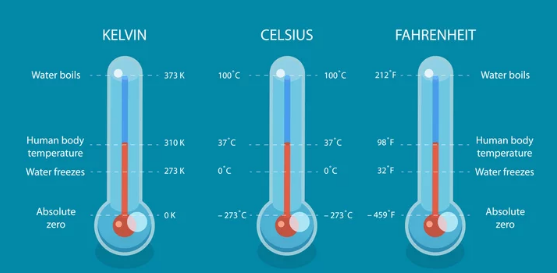 KELVIN CELSIUS FAHRENHEIT
Water boils 373 K 100°C 100°C 212°F Water boils
Human body
temperature 310 K 37°C 37°C 98°F Human body
temperature
Water freezes 273 K 0°C 0°C 32°F Water freezes
Absolute
zero 0 K -273°C -273°C -459°F Absolute
zero